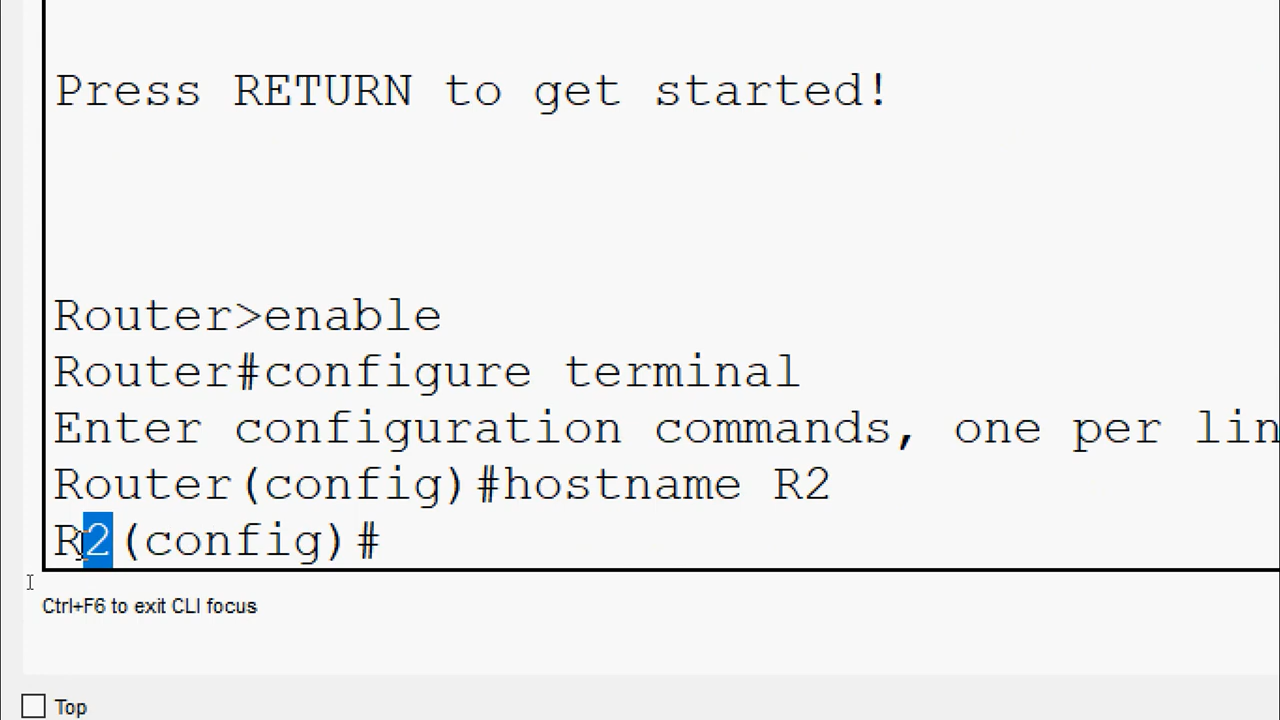 Press RETURN to get started!
Router>enable
Router#configure terminal
Enter configuration commands, one per lin
Router(config)#hostname R2
R2(config)#
Ctrl+F6 to exit CLI focus
Top